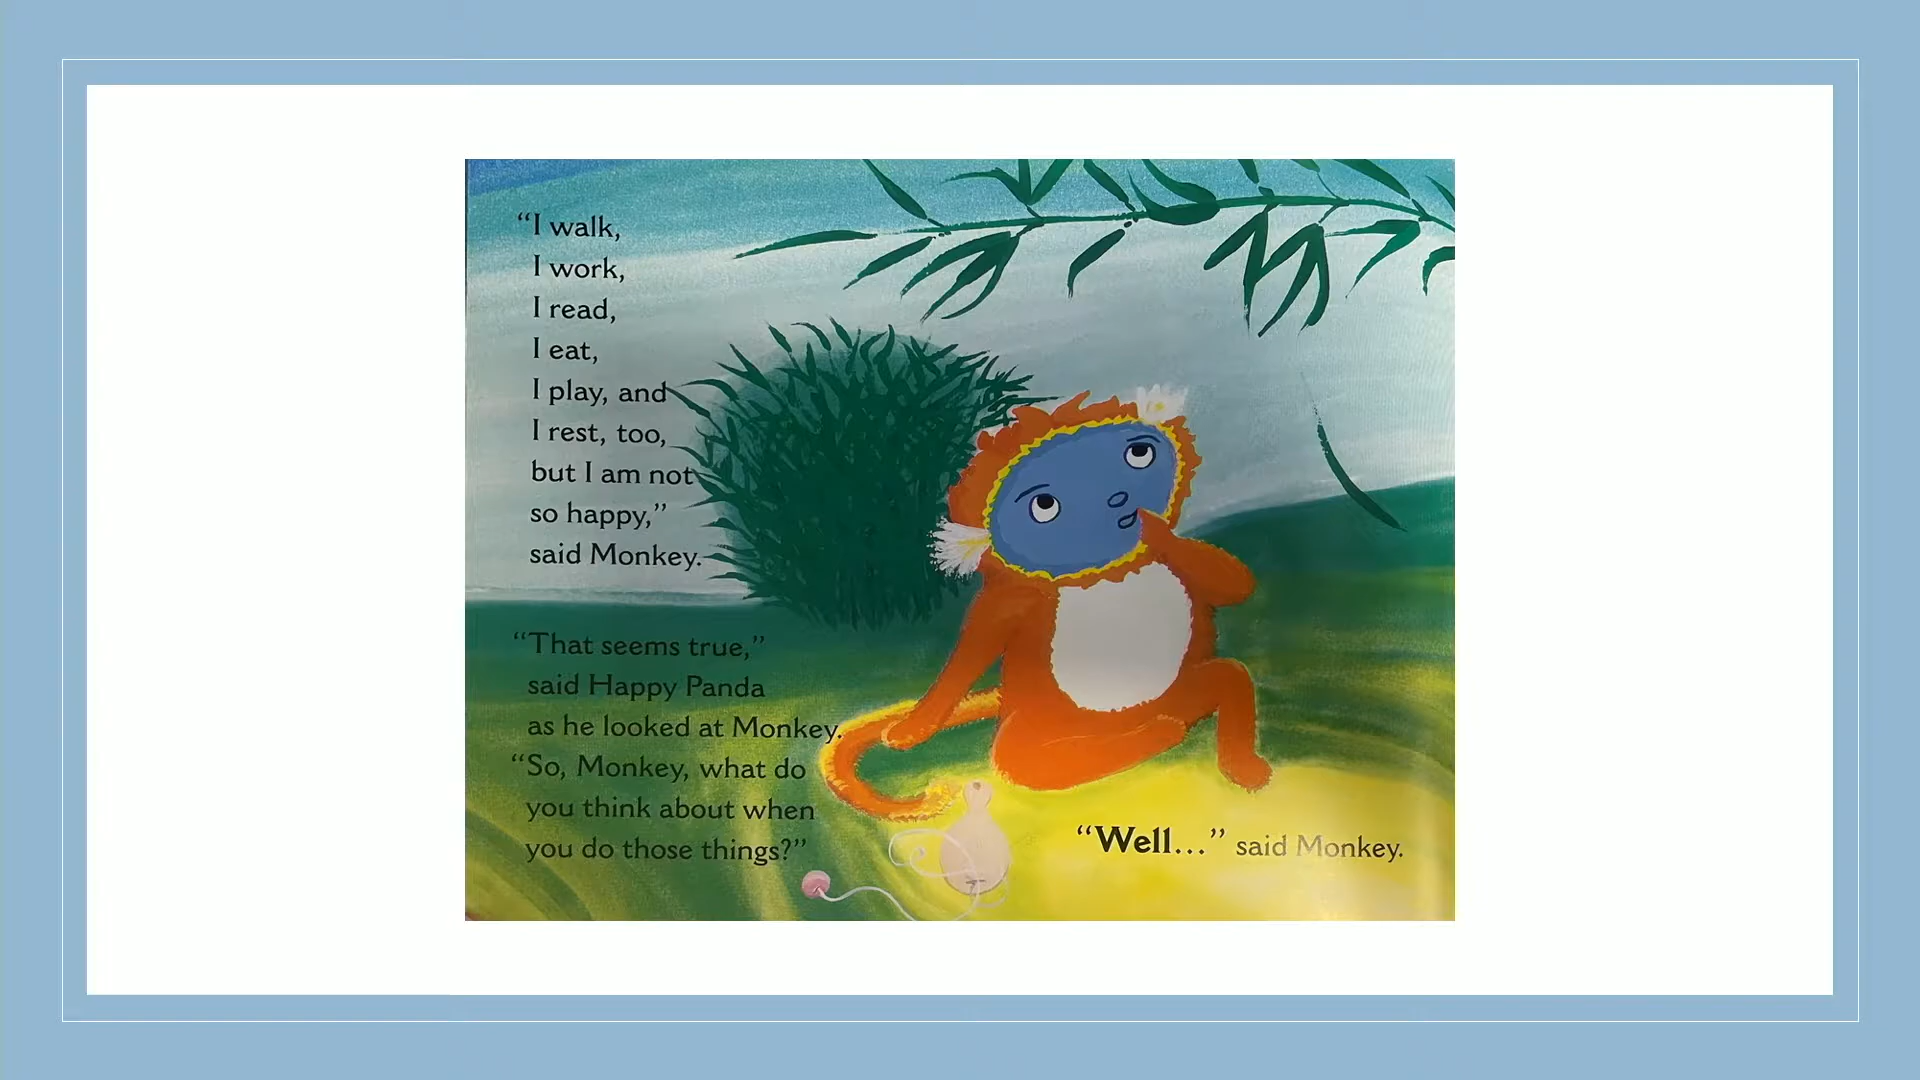 “I walk,
I work,
I read,
I eat,
I play, and
I rest, too,
but I am not
so happy,”
said Monkey.
“That seems true,”
said Happy Panda
as he looked at Monkey.
“So, Monkey, what do
you think about when
you do those things?”
“Well...” said Monkey.